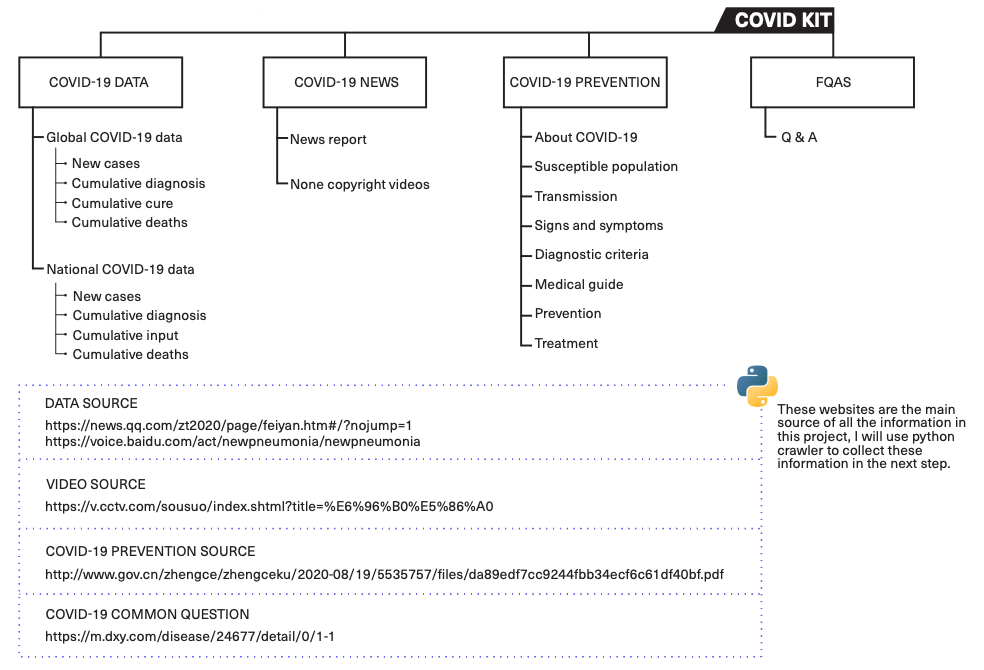 COVID KIT
COVID-19 DATA
Global COVID-19 data
New cases
Cumulative diagnosis
Cumulative cure
Cumulative deaths
National COVID-19 data
New cases
Cumulative diagnosis
Cumulative input
Cumulative deaths
COVID-19 NEWS
News report
None copyright videos
COVID-19 PREVENTION
About COVID-19
Susceptible population
Transmission
Signs and symptoms
Diagnostic criteria
Medical guide
Prevention
Treatment
FQAS
Q & A
DATA SOURCE
https://news.qq.com/zt2020/page/feiyan.htm#/?nojump=1
https://voice.baidu.com/act/newpneumonia/newpneumonia
VIDEO SOURCE
https://v.cctv.com/sousuo/index.shtml?title=%E6%96%B0%E5%86%A0
COVID-19 PREVENTION SOURCE
http://www.gov.cn/zhengce/zhengceku/2020-08/19/5535757/files/da89edf7cc9244fbb34ecf6c61df40bf.pdf
COVID-19 COMMON QUESTION
https://m.dxy.com/disease/24677/detail/0/1-1
These websites are the main
source of all the information in
this project, I will use python
crawler to collect these
information in the next step.